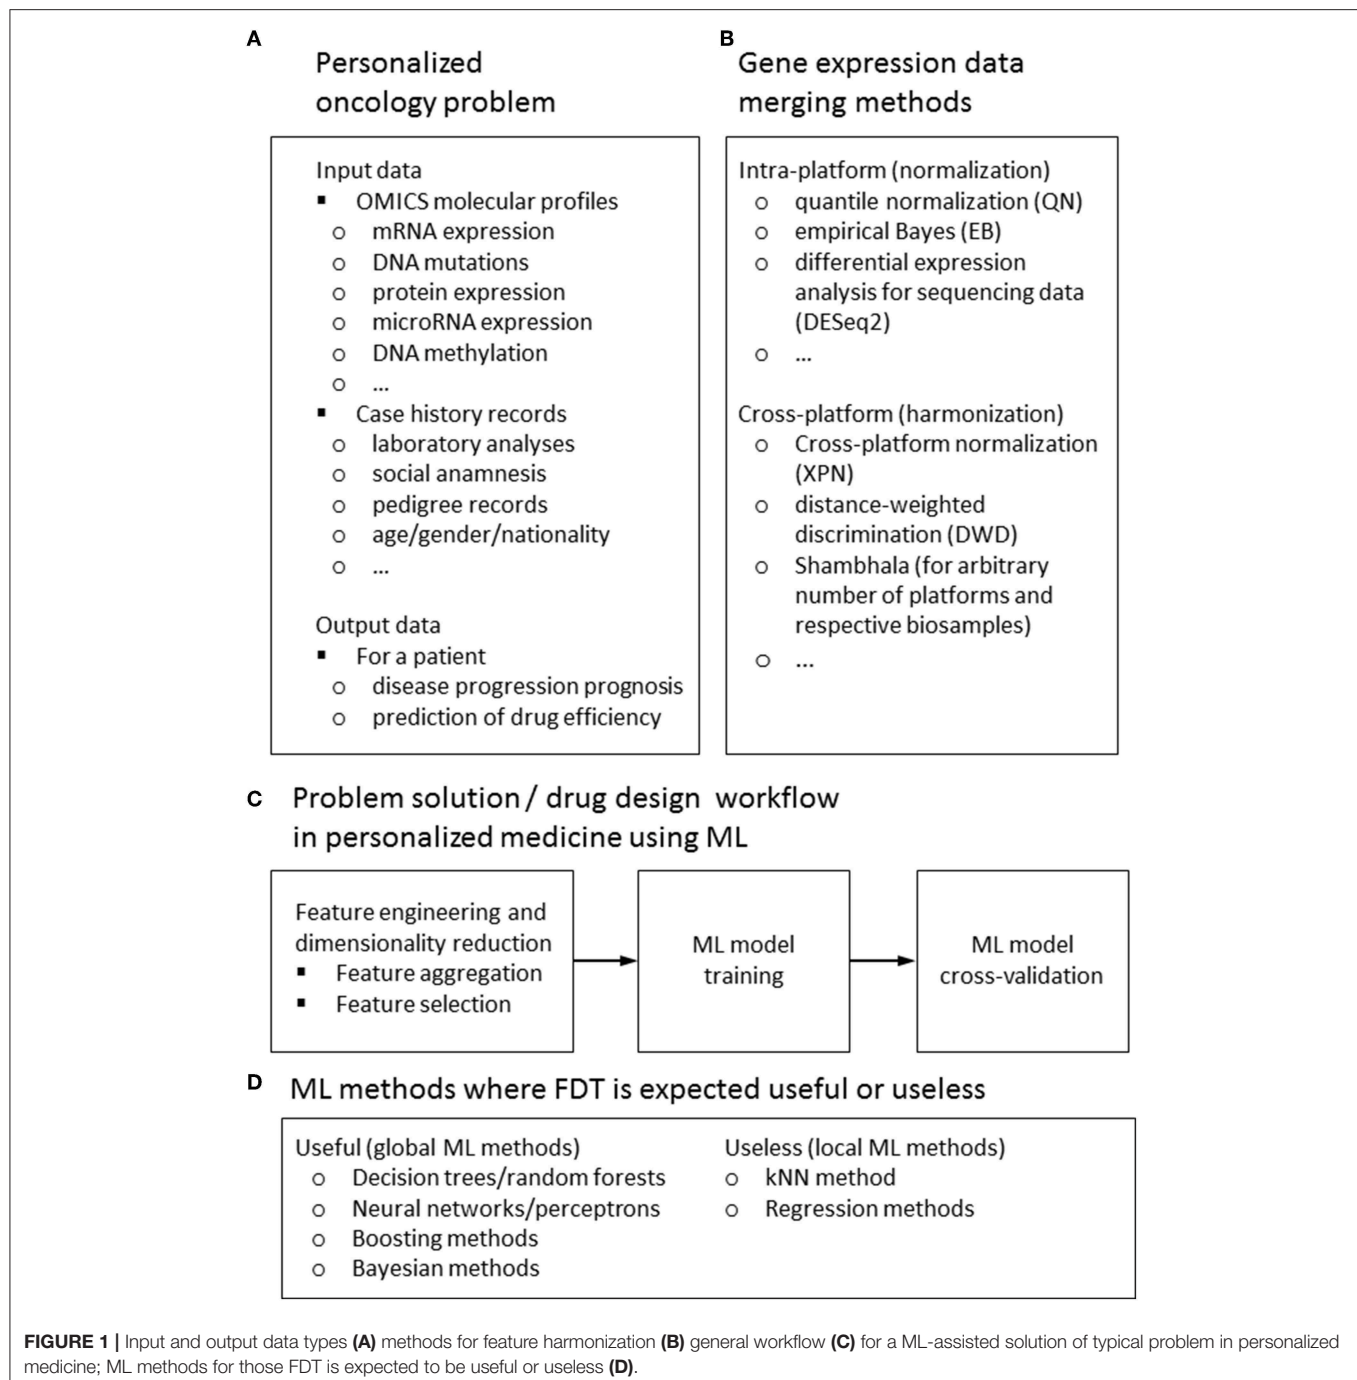 A
Personalized
oncology problem
Input data
▪ OMICS molecular profiles
o mRNA expression
o DNA mutations
o protein expression
o microRNA expression
o DNA methylation
o ...
▪ Case history records
o laboratory analyses
o social anamnesis
o pedigree records
o age/gender/nationality
o ...
Output data
▪ For a patient
o disease progression prognosis
o prediction of drug efficiency
B
Gene expression data
merging methods
Intra-platform (normalization)
o quantile normalization (QN)
o empirical Bayes (EB)
o differential expression
analysis for sequencing data
(DESeq2)
o ...
Cross-platform (harmonization)
o Cross-platform normalization
(XPN)
o distance-weighted
discrimination (DWD)
o Shambhala (for arbitrary
number of platforms and
respective biosamples)
o ...
C
Problem solution / drug design workflow
in personalized medicine using ML
Feature engineering and
dimensionality reduction
▪ Feature aggregation
▪ Feature selection
ML model
training
ML model
cross-validation
D
ML methods where FDT is expected useful or useless
Useful (global ML methods)
o Decision trees/random forests
o Neural networks/perceptrons
o Boosting methods
o Bayesian methods
Useless (local ML methods)
o kNN method
o Regression methods
FIGURE 1 | Input and output data types (A) methods for feature harmonization (B) general workflow (C) for a ML-assisted solution of typical problem in personalized
medicine; ML methods for those FDT is expected to be useful or useless (D).